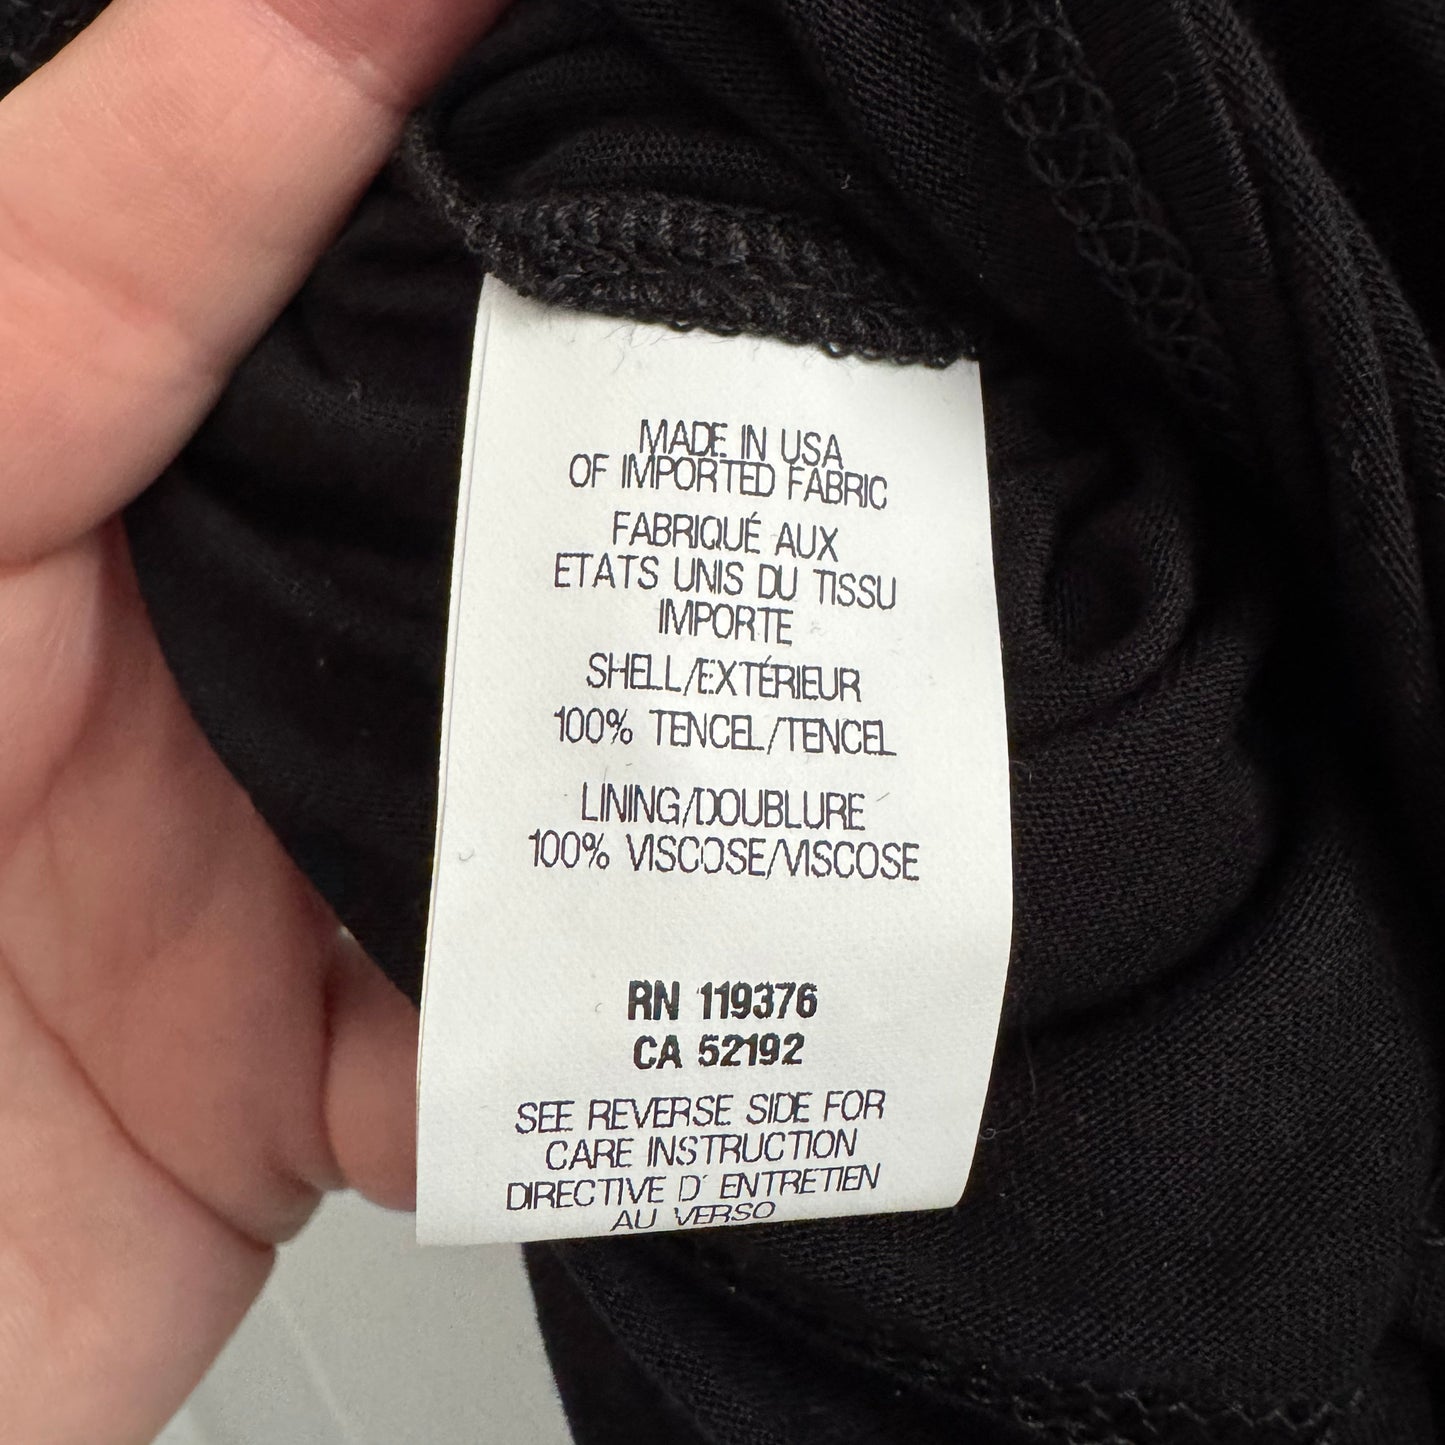 MADE IN USA
OF IMPORTED FABRIC
FABRIQUÉ AUX
ETATS UNIS DU TISSU
IMPORTE
SHELL/EXTÉRIEUR
100% TENCEL/TENCEL
LINING/DOUBLURE
100% VISCOSE/VISCOSE
RN 119376
CA 52192
SEE REVERSE SIDE FOR
CARE INSTRUCTION
DIRECTIVE D' ENTRETIEN
AU VERSO